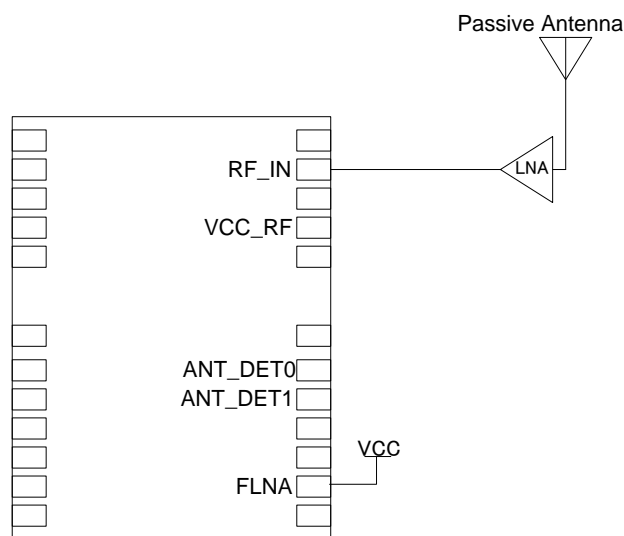 Passive Antenna
LNA
RF_IN
VCC_RF
ANT_DET0
ANT_DET1
VCC
FLNA